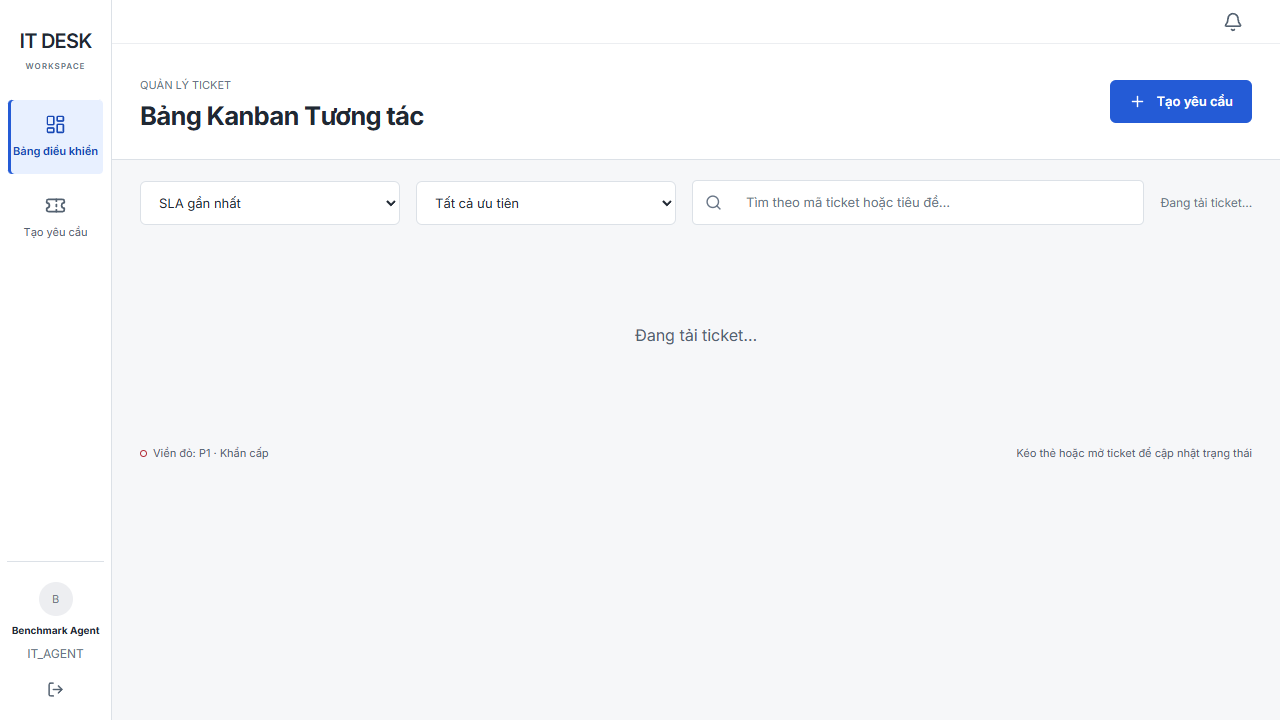 IT DESK
WORKSPACE
Bảng điều khiển
Tạo yêu cầu
Benchmark Agent
B
IT_AGENT
QUẢN LÝ TICKET
Bảng Kanban Tương tác
Tạo yêu cầu
SLA gần nhất
Tất cả ưu tiên
Tìm theo mã ticket hoặc tiêu đề...
Đang tải ticket...
Đang tải ticket...
Viền đỏ: P1 · Khẩn cấp
Kéo thẻ hoặc mở ticket để cập nhật trạng thái